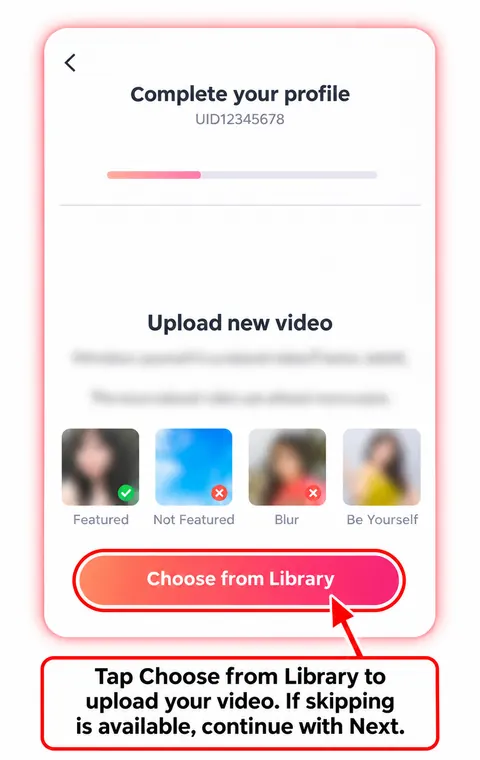 Complete your profile
UID12345678
Upload new video
Featured
Not Featured
Blur
Be Yourself
Choose from Library
Tap Choose from Library to
upload your video. If skipping
is available, continue with Next.